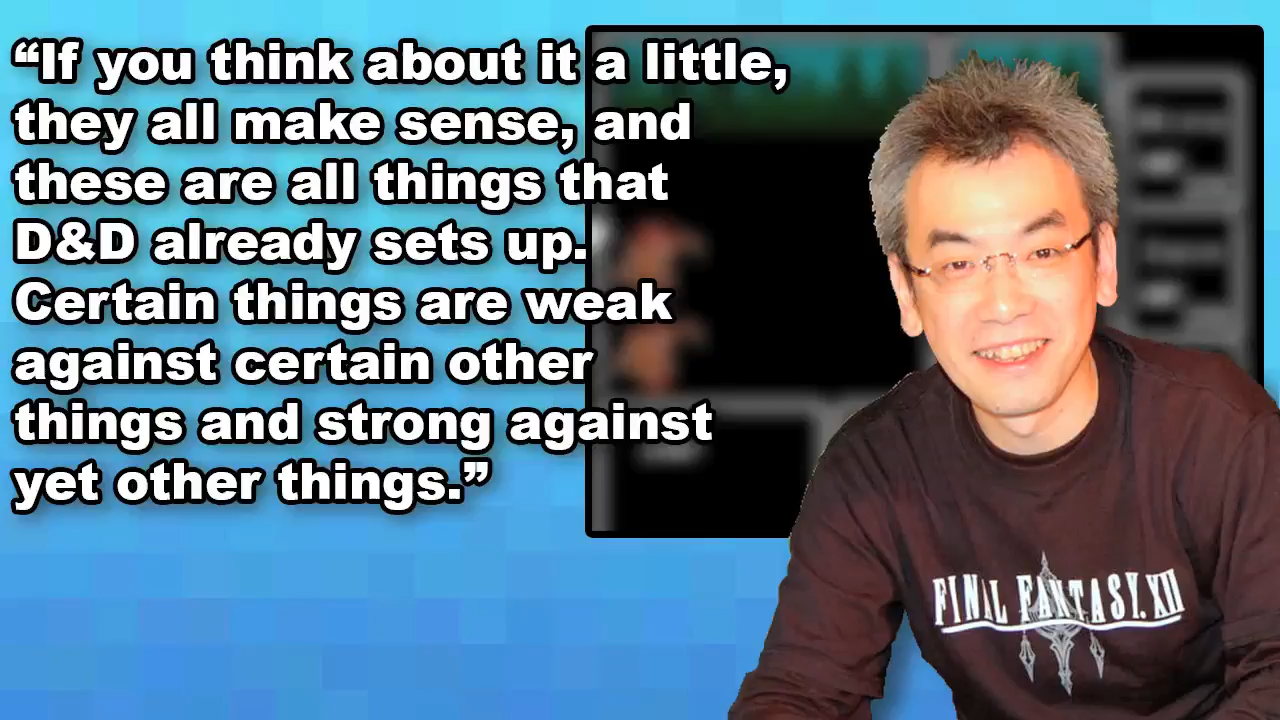 “If you think about it a little,
they all make sense, and
these are all things that
D&D already sets up.
Certain things are weak
against certain other
things and strong against
yet other things.”
FINAL FANTASY XII